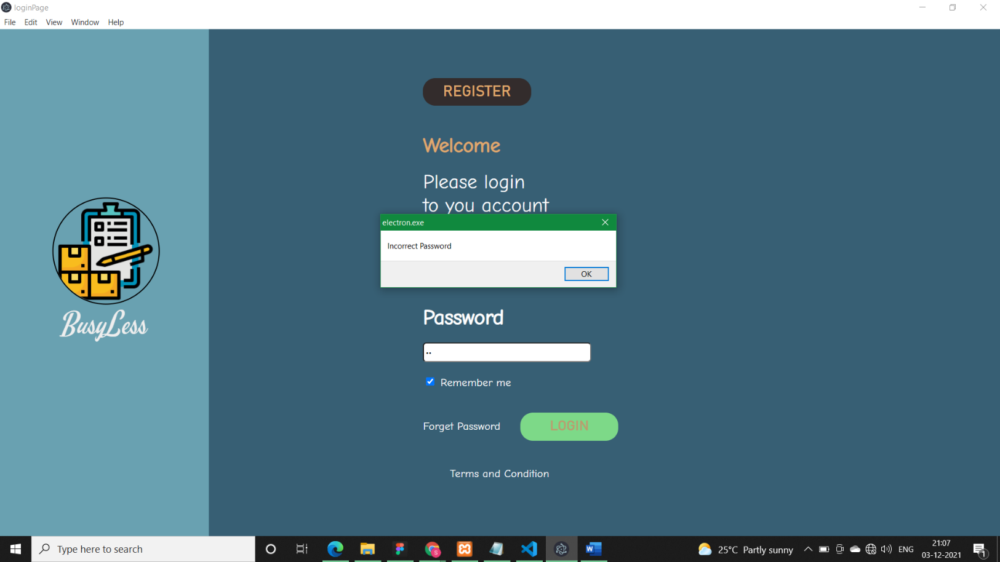 loginPage
File Edit View Window Help
REGISTER
Welcome
Please login
to you account
electron.exe
Incorrect Password
OK
Password
Remember me
Forget Password LOGIN
Terms and Condition
BusyLess
Type here to search
25°C Partly sunny
ENG
21:07
03-12-2021
1